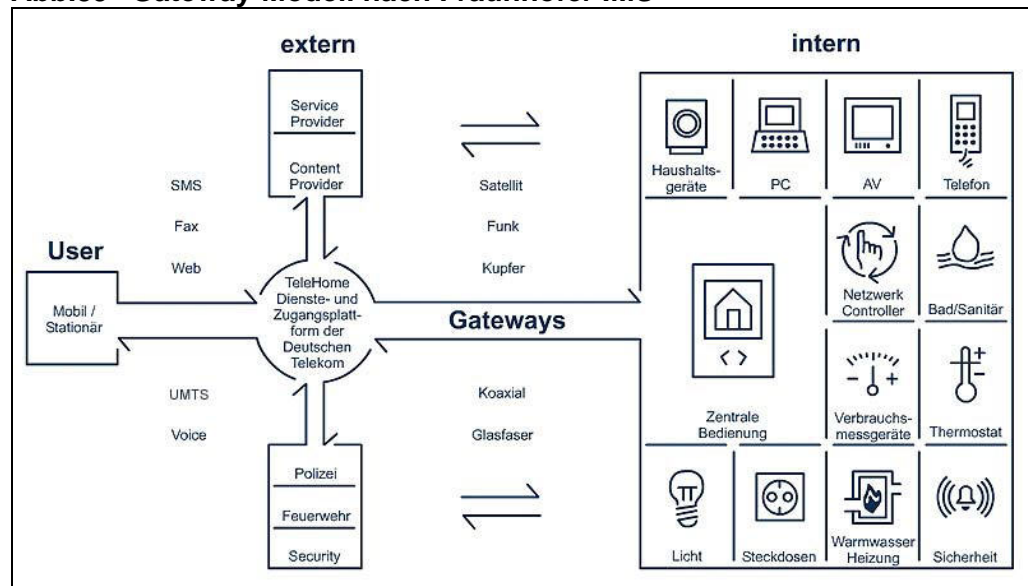 extern
intern
Service
Provider
Content
Provider
SMS
Fax
Web
Satellit
Funk
Kupfer
User
Mobil /
Stationär
TeleHome
Dienste- und
Zugangsplatt-
form der
Deutschen
Telekom
Gateways
UMTS
Voice
Koaxial
Glasfaser
Polizei
Feuerwehr
Security
Haushalts-
geräte
PC
AV
Telefon
Netzwerk
Controller
Bad/Sanitär
Zentrale
Bedienung
Verbrauchs-
messgeräte
Thermostat
Licht
Steckdosen
Warmwasser
Heizung
Sicherheit